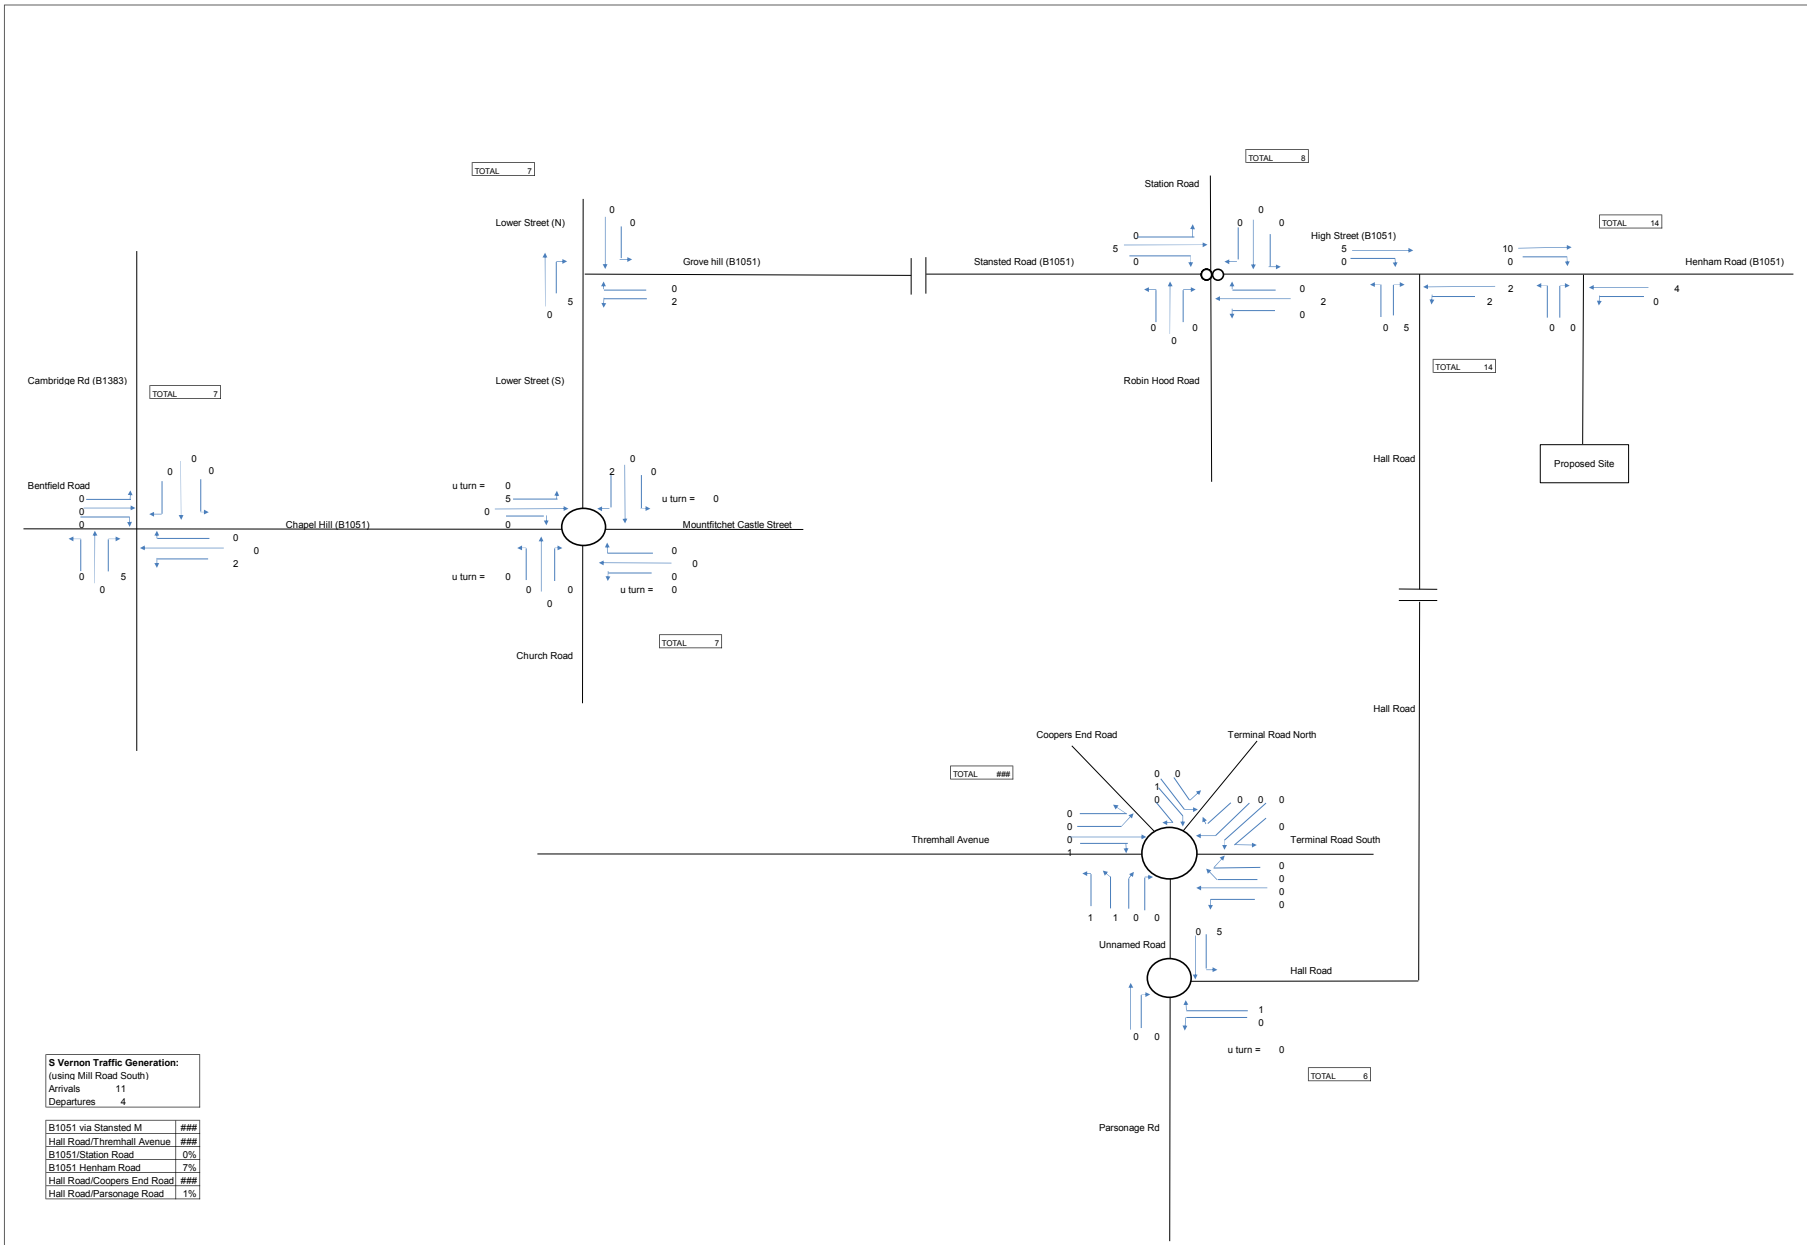 TOTAL 8
TOTAL 7
Station Road
0
0
0
0
0
Lower Street (N)
0
0
5
0
0
High Street (B1051)
5
0
10
0
TOTAL 14
Grove hill (B1051)
Stansted Road (B1051)
Henham Road (B1051)
5
0
0
2
0
2
0
0
0
0
0 5
2
2
0 0
4
0
TOTAL 14
Cambridge Rd (B1383)
TOTAL 7
Lower Street (S)
Robin Hood Road
Hall Road
Proposed Site
Bentfield Road
0
0
0
0
0
0
u turn = 0
5
0
0
2
0
0
u turn = 0
Chapel Hill (B1051)
Mountfitchet Castle Street
0
0
2
0
0
5
u turn = 0
0
0
0
0
0
0
u turn = 0
TOTAL 7
Church Road
Hall Road
Coopers End Road
Terminal Road North
TOTAL ###
0 0
1
0
0 0 0
0
0
0
0
1
Thremhall Avenue
Terminal Road South
0
0
0
0
1 1 0 0
Unnamed Road
0 5
Hall Road
1
0
0 0
u turn = 0
TOTAL 6
S Vernon Traffic Generation:
(using Mill Road South)
Arrivals 11
Departures 4
B1051 via Stansted M ###
Hall Road/Thremhall Avenue ###
B1051/Station Road 0%
B1051 Henham Road 7%
Hall Road/Coopers End Road ###
Hall Road/Parsonage Road 1%
Parsonage Rd